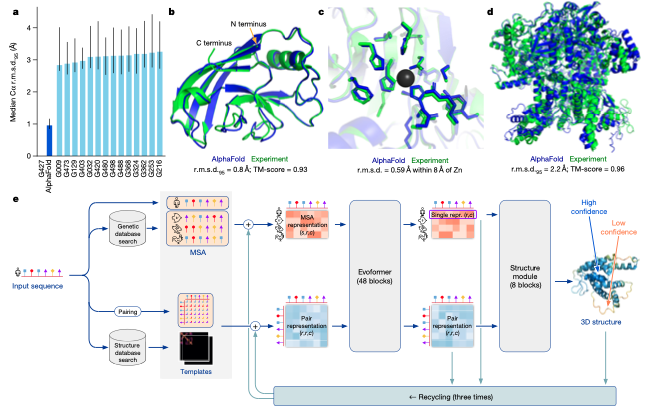 a
Median Cα r.m.s.d.95 (Å)
4
3
2
1
0
G427
AlphaFold
G009
G473
G129
G403
G032
G420
G480
G498
G488
G368
G324
G362
G253
G216
b
N terminus
C terminus
AlphaFold Experiment
r.m.s.d.95 = 0.8 Å; TM-score = 0.93
c
AlphaFold Experiment
r.m.s.d. = 0.59 Å within 8 Å of Zn
d
AlphaFold Experiment
r.m.s.d.95 = 2.2 Å; TM-score = 0.96
e
Input sequence
Genetic
database
search
MSA
Pairing
Structure
database
search
Templates
+
+
MSA
representation
(s,r,c)
Pair
representation
(r,r,c)
Evoformer
(48 blocks)
Single repr. (r,c)
Pair
representation
(r,r,c)
Structure
module
(8 blocks)
High
confidence
Low
confidence
3D structure
← Recycling (three times)